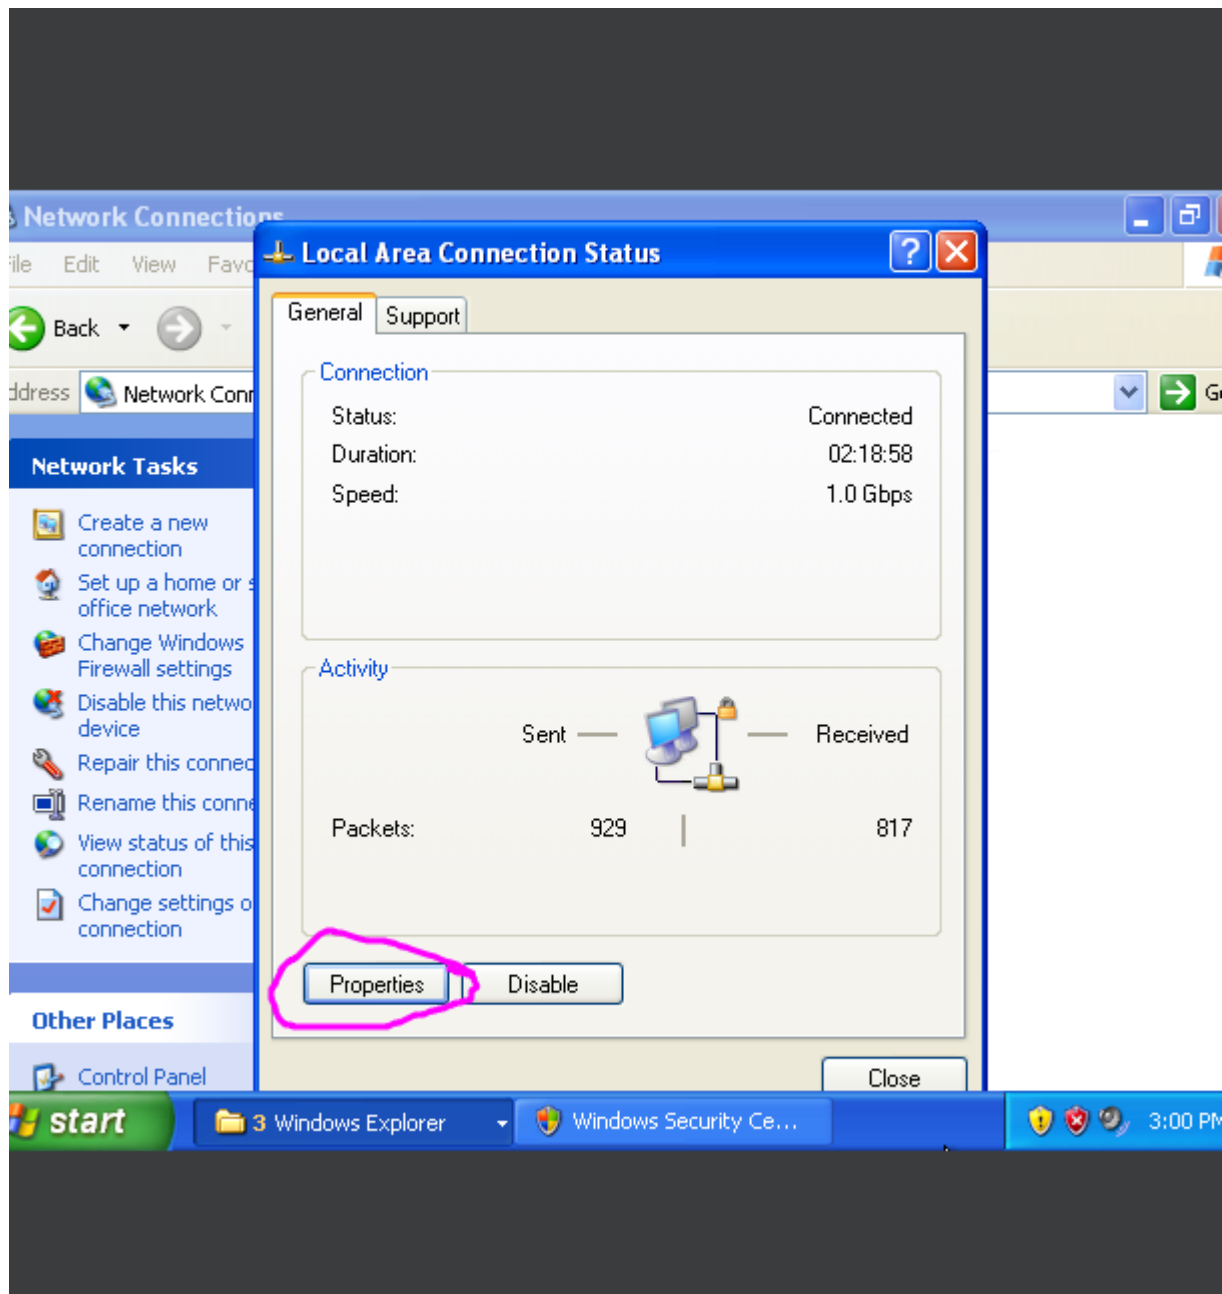 Network Connections
Local Area Connection Status
File Edit View Favo
General Support
Back
Address Network Conn
Go
Connection
Status: Connected
Duration: 02:18:58
Speed: 1.0 Gbps
Network Tasks
Create a new
connection
Set up a home or s
office network
Change Windows
Firewall settings
Disable this netwo
device
Repair this connec
Rename this conne
View status of this
connection
Change settings o
connection
Activity
Sent Received
Packets: 929 817
Properties Disable
Other Places
Control Panel
Close
start
3 Windows Explorer
Windows Security Ce...
3:00 PM